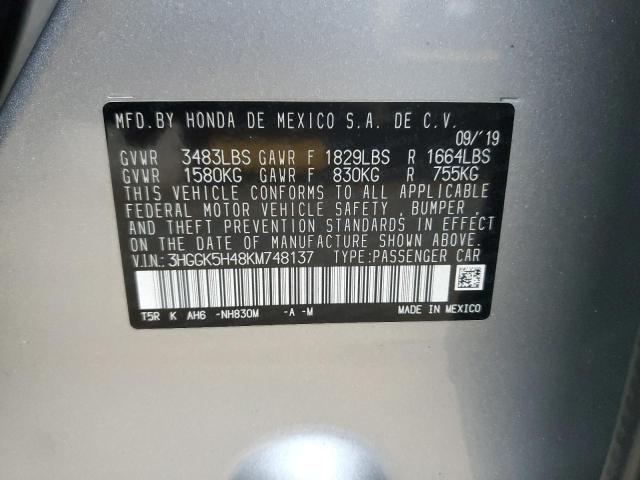 MFD.BY HONDA DE MEXICO S.A. DE C.V.
09/'19
GVWR 3483LBS GAWR F 1829LBS R 1664LBS
GVWR 1580KG GAWR F 830KG R 755KG
THIS VEHICLE CONFORMS TO ALL APPLICABLE
FEDERAL MOTOR VEHICLE SAFETY , BUMPER ,
AND THEFT PREVENTION STANDARDS IN EFFECT
ON THE DATE OF MANUFACTURE SHOWN ABOVE.
V.I.N.: 3HGGK5H48KM748137 TYPE:PASSENGER CAR
T5R K AH6 -NH830M -A -M MADE IN MEXICO